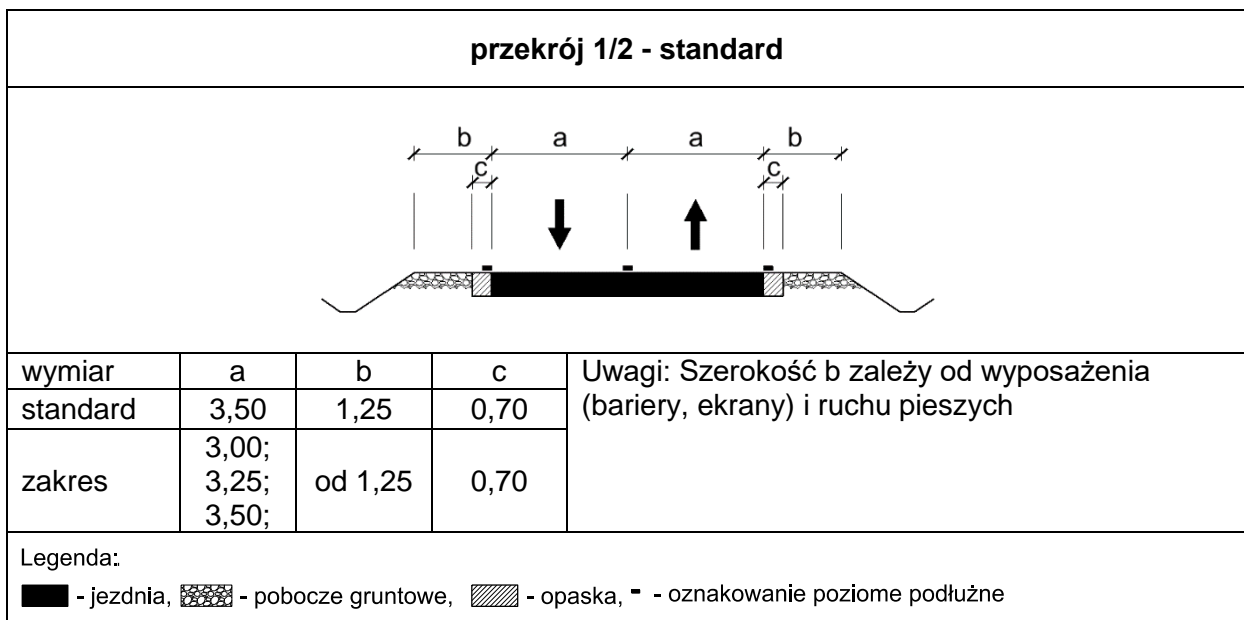 przekrój 1/2 - standard
b a a b
c c
wymiar a b c Uwagi: Szerokość b zależy od wyposażenia
standard 3,50 1,25 0,70 (bariery, ekrany) i ruchu pieszych
3,00;
zakres 3,25; od 1,25 0,70
3,50;
Legenda:
- jezdnia, - pobocze gruntowe, - opaska, - oznakowanie poziome podłużne